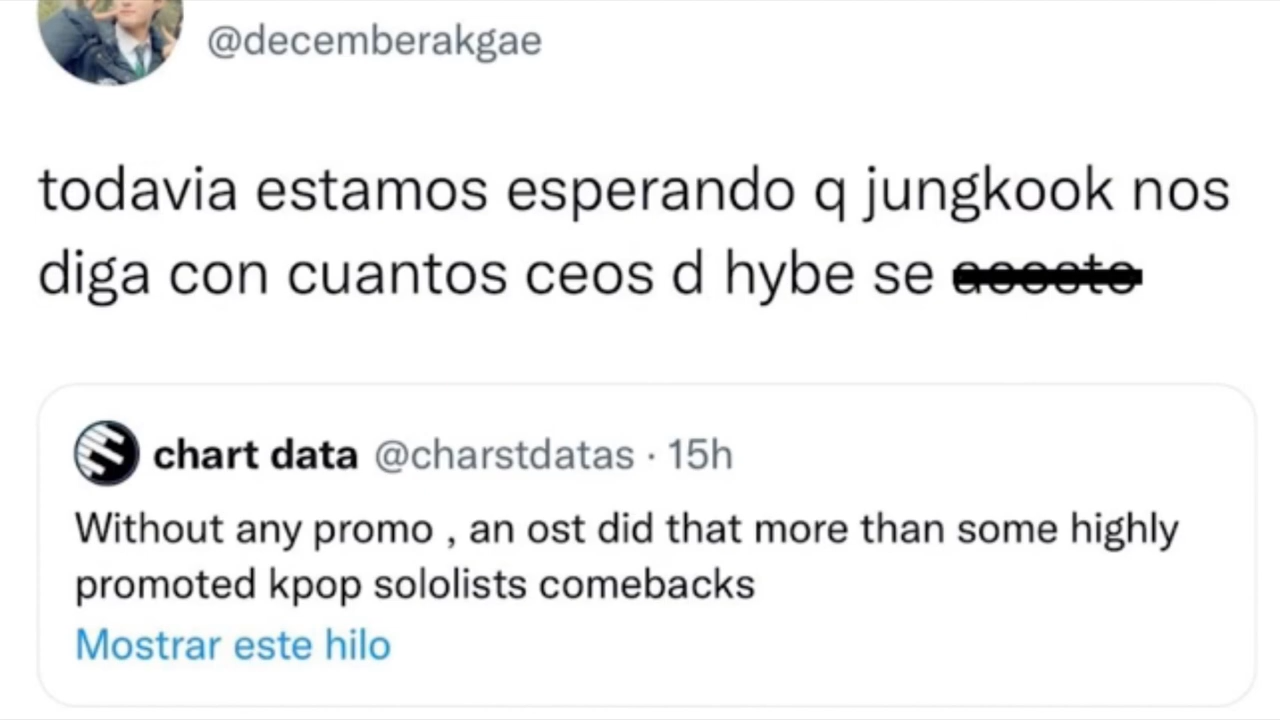 @decemberakgae
todavia estamos esperando q jungkook nos
diga con cuantos ceos d hybe se acosto
chart data @charstdatas · 15h
Without any promo , an ost did that more than some highly
promoted kpop sololists comebacks
Mostrar este hilo